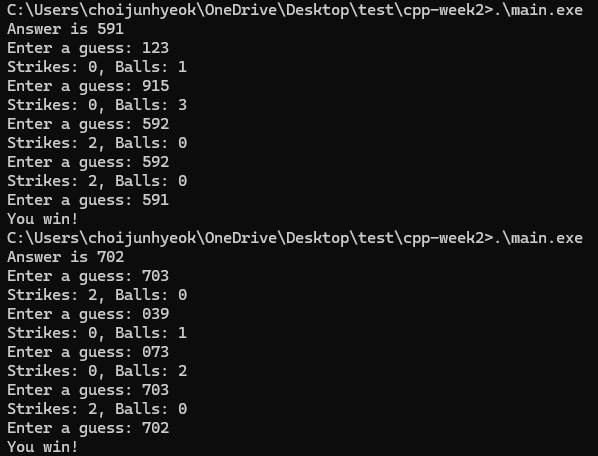 C:\Users\choijunhyeok\OneDrive\Desktop\test\cpp-week2>.\main.exe
Answer is 591
Enter a guess: 123
Strikes: 0, Balls: 1
Enter a guess: 915
Strikes: 0, Balls: 3
Enter a guess: 592
Strikes: 2, Balls: 0
Enter a guess: 592
Strikes: 2, Balls: 0
Enter a guess: 591
You win!
C:\Users\choijunhyeok\OneDrive\Desktop\test\cpp-week2>.\main.exe
Answer is 702
Enter a guess: 703
Strikes: 2, Balls: 0
Enter a guess: 039
Strikes: 0, Balls: 1
Enter a guess: 073
Strikes: 0, Balls: 2
Enter a guess: 703
Strikes: 2, Balls: 0
Enter a guess: 702
You win!